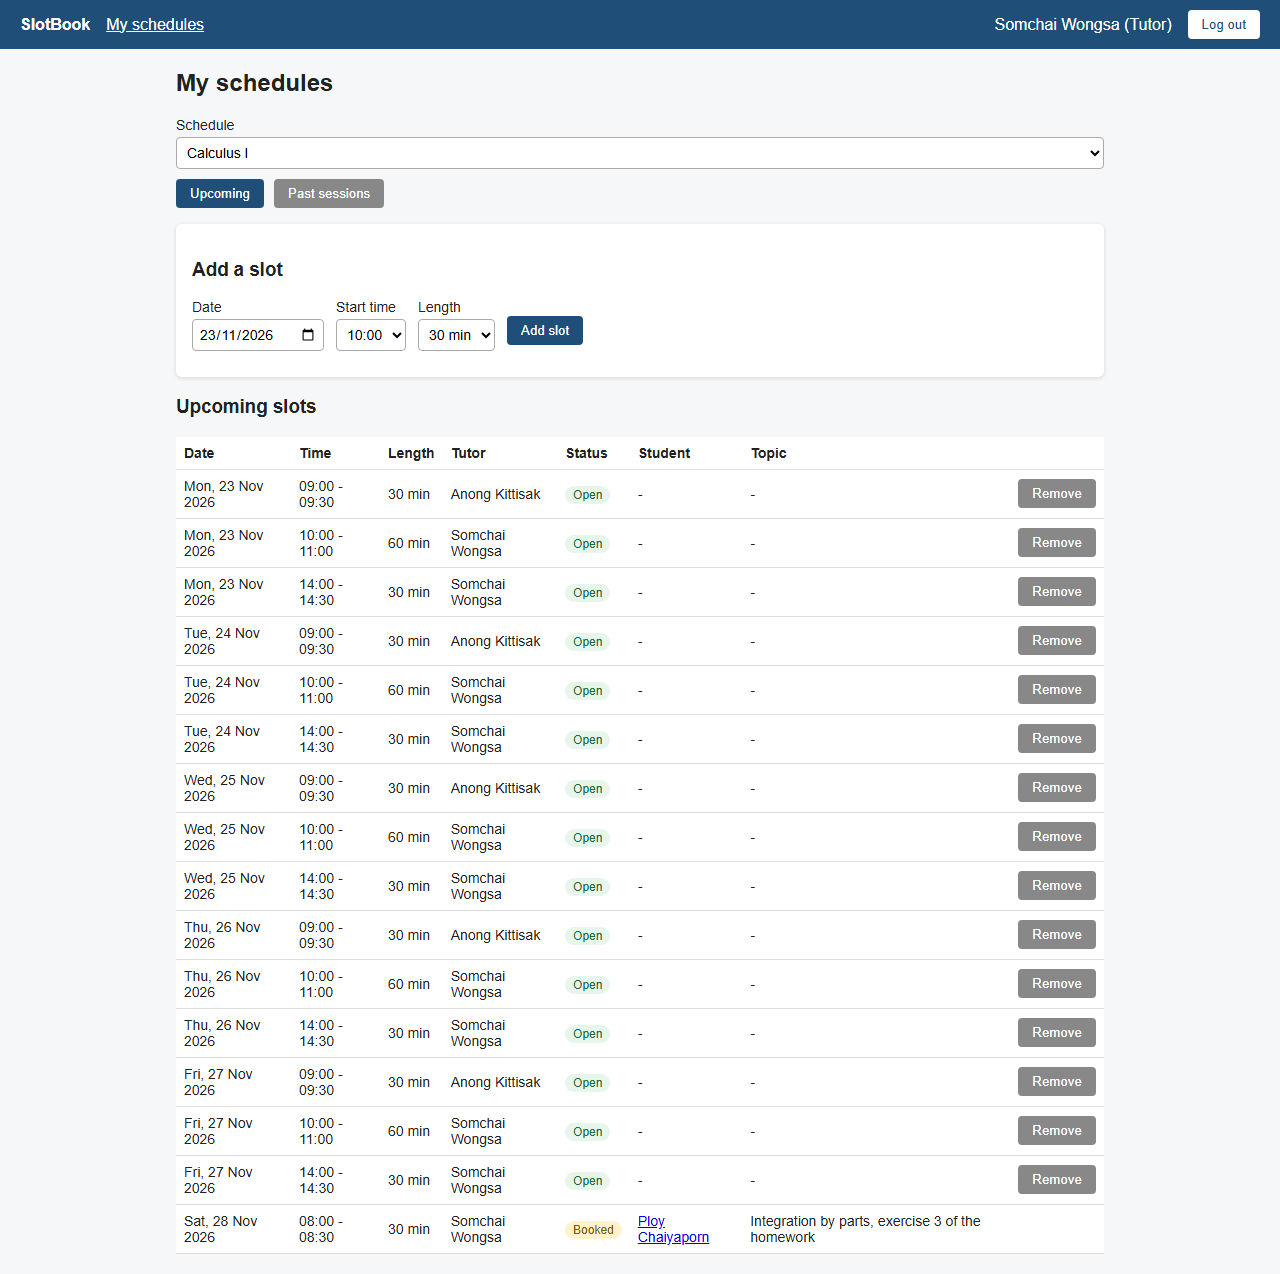 SlotBook My schedules Somchai Wongsa (Tutor) Log out
My schedules
Schedule
Calculus I
Upcoming Past sessions
Add a slot
Date Start time Length
23/11/2026 10:00 30 min Add slot
Upcoming slots
Date Time Length Tutor Status Student Topic
Mon, 23 Nov 2026 09:00 - 09:30 30 min Anong Kittisak Open - - Remove
Mon, 23 Nov 2026 10:00 - 11:00 60 min Somchai Wongsa Open - - Remove
Mon, 23 Nov 2026 14:00 - 14:30 30 min Somchai Wongsa Open - - Remove
Tue, 24 Nov 2026 09:00 - 09:30 30 min Anong Kittisak Open - - Remove
Tue, 24 Nov 2026 10:00 - 11:00 60 min Somchai Wongsa Open - - Remove
Tue, 24 Nov 2026 14:00 - 14:30 30 min Somchai Wongsa Open - - Remove
Wed, 25 Nov 2026 09:00 - 09:30 30 min Anong Kittisak Open - - Remove
Wed, 25 Nov 2026 10:00 - 11:00 60 min Somchai Wongsa Open - - Remove
Wed, 25 Nov 2026 14:00 - 14:30 30 min Somchai Wongsa Open - - Remove
Thu, 26 Nov 2026 09:00 - 09:30 30 min Anong Kittisak Open - - Remove
Thu, 26 Nov 2026 10:00 - 11:00 60 min Somchai Wongsa Open - - Remove
Thu, 26 Nov 2026 14:00 - 14:30 30 min Somchai Wongsa Open - - Remove
Fri, 27 Nov 2026 09:00 - 09:30 30 min Anong Kittisak Open - - Remove
Fri, 27 Nov 2026 10:00 - 11:00 60 min Somchai Wongsa Open - - Remove
Fri, 27 Nov 2026 14:00 - 14:30 30 min Somchai Wongsa Open - - Remove
Sat, 28 Nov 2026 08:00 - 08:30 30 min Somchai Wongsa Booked Ploy Chaiyaporn Integration by parts, exercise 3 of the homework